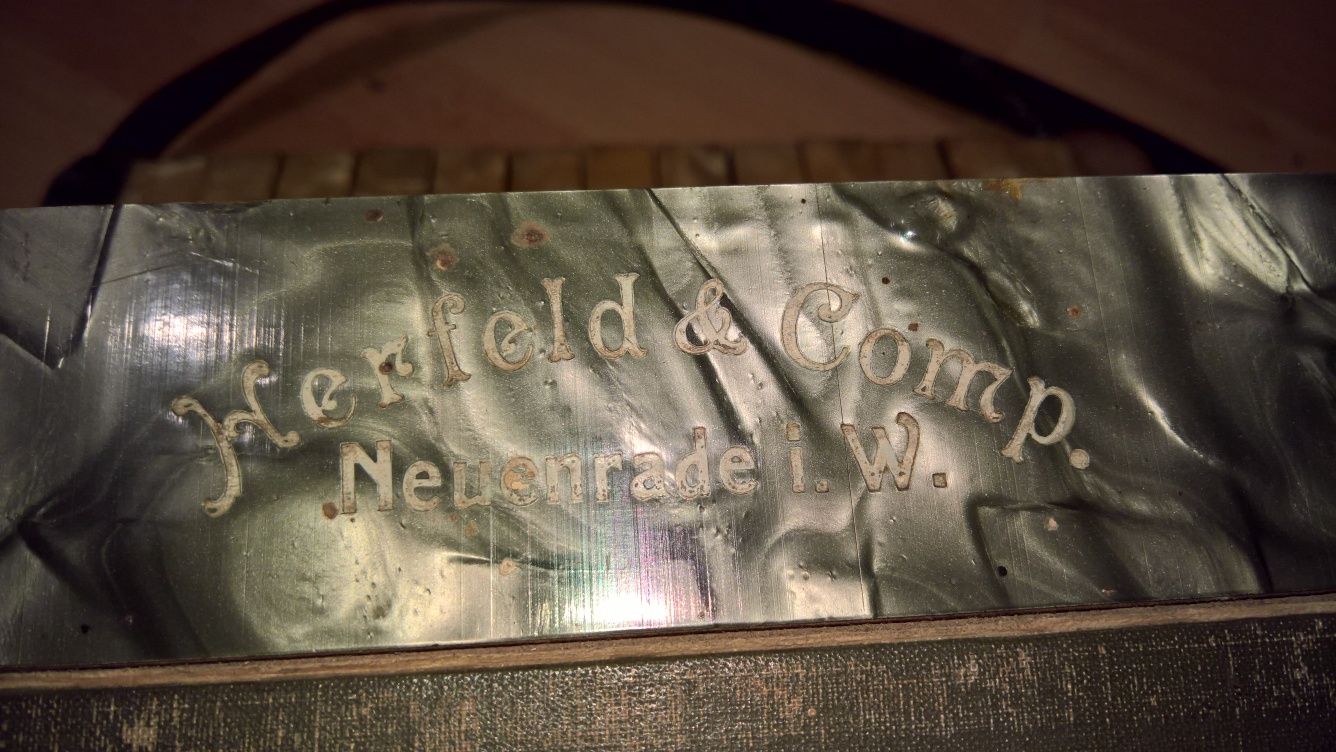 Herfeld & Comp.
Neuenrade i. W.